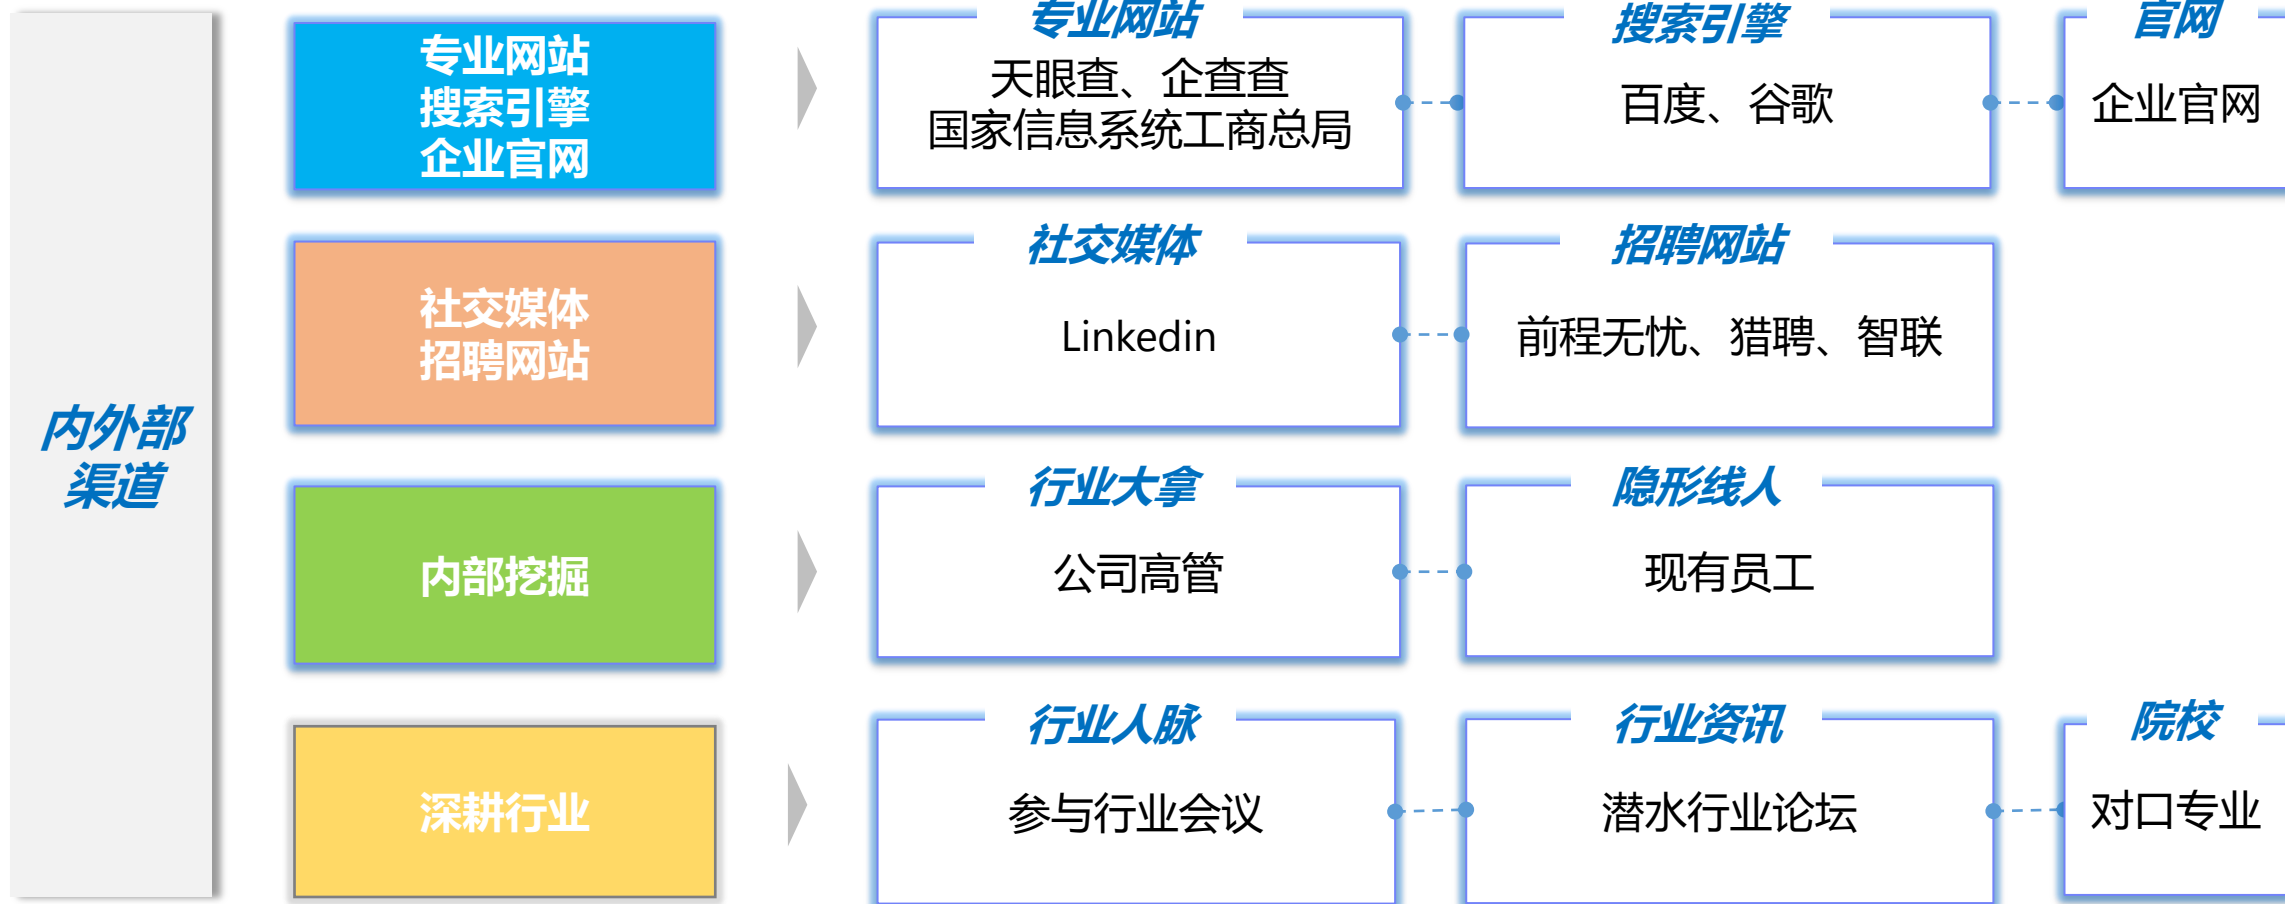 内外部
渠道
专业网站
搜索引擎
企业官网
专业网站
天眼查、企查查
国家信息系统工商总局
搜索引擎
百度、谷歌
官网
企业官网
社交媒体
招聘网站
社交媒体
Linkedin
招聘网站
前程无忧、猎聘、智联
内部挖掘
行业大拿
公司高管
隐形线人
现有员工
深耕行业
行业人脉
参与行业会议
行业资讯
潜水行业论坛
院校
对口专业